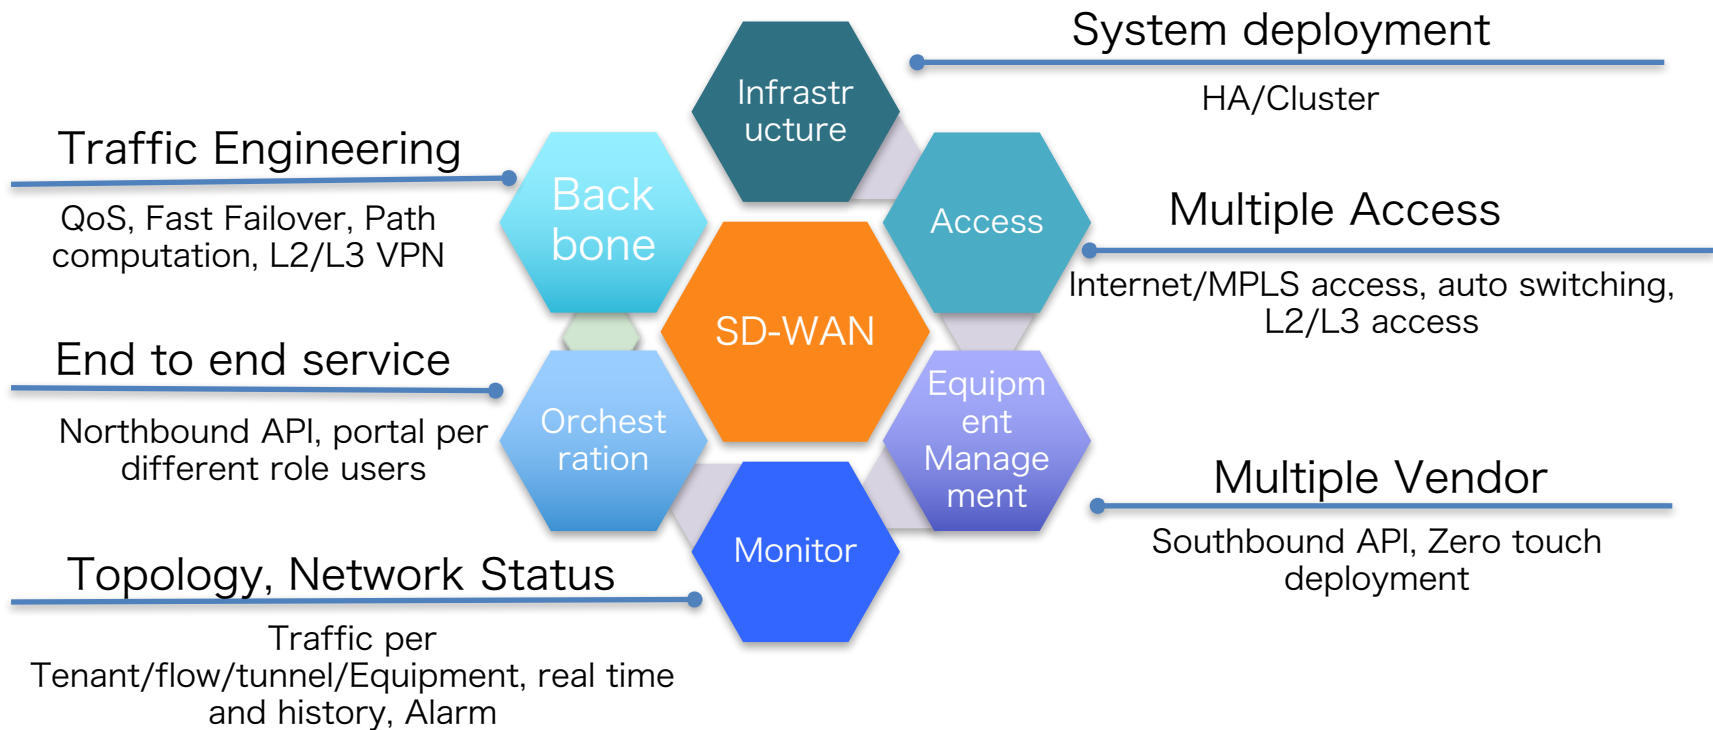 System deployment
HA/Cluster
Infrastr
ucture
Traffic Engineering
QoS, Fast Failover, Path
computation, L2/L3 VPN
Back
bone
Access
Multiple Access
Internet/MPLS access, auto switching,
L2/L3 access
SD-WAN
End to end service
Northbound API, portal per
different role users
Orchest
ration
Equipm
ent
Manage
ment
Multiple Vendor
Southbound API, Zero touch
deployment
Monitor
Topology, Network Status
Traffic per
Tenant/flow/tunnel/Equipment, real time
and history, Alarm